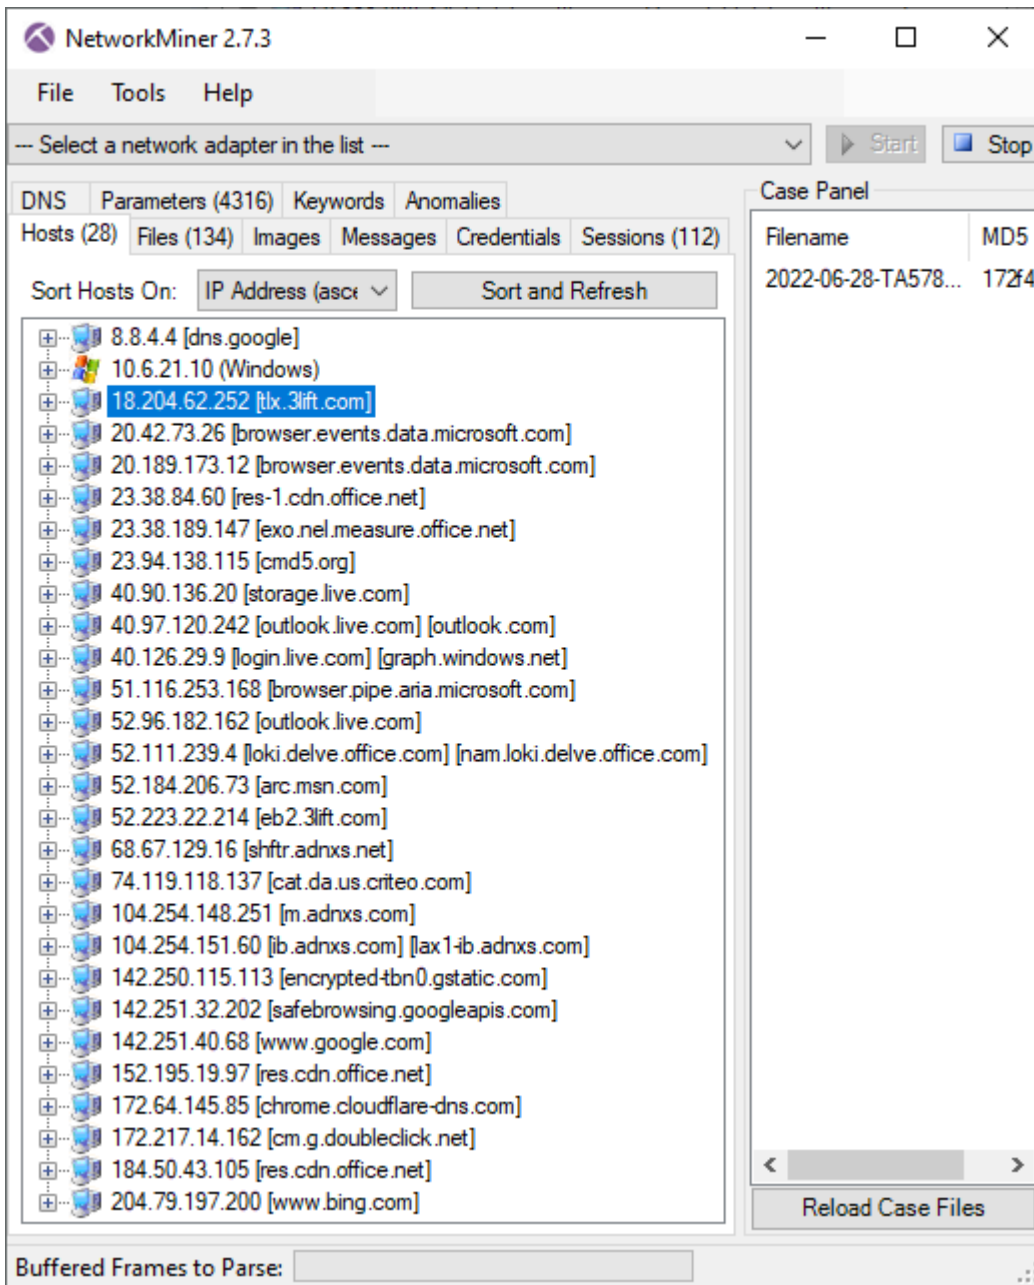 NetworkMiner 2.7.3
File Tools Help
--- Select a network adapter in the list ---
Start
Stop
DNS Parameters (4316) Keywords Anomalies
Hosts (28) Files (134) Images Messages Credentials Sessions (112)
Sort Hosts On: IP Address (asce Sort and Refresh
8.8.4.4 [dns.google]
10.6.21.10 (Windows)
18.204.62.252 [tlx.3lift.com]
20.42.73.26 [browser.events.data.microsoft.com]
20.189.173.12 [browser.events.data.microsoft.com]
23.38.84.60 [res-1.cdn.office.net]
23.38.189.147 [exo.nel.measure.office.net]
23.94.138.115 [cmd5.org]
40.90.136.20 [storage.live.com]
40.97.120.242 [outlook.live.com] [outlook.com]
40.126.29.9 [login.live.com] [graph.windows.net]
51.116.253.168 [browser.pipe.aria.microsoft.com]
52.96.182.162 [outlook.live.com]
52.111.239.4 [loki.delve.office.com] [nam.loki.delve.office.com]
52.184.206.73 [arc.msn.com]
52.223.22.214 [eb2.3lift.com]
68.67.129.16 [shftr.adnxs.net]
74.119.118.137 [cat.da.us.criteo.com]
104.254.148.251 [m.adnxs.com]
104.254.151.60 [ib.adnxs.com] [lax1-ib.adnxs.com]
142.250.115.113 [encrypted-tbn0.gstatic.com]
142.251.32.202 [safebrowsing.googleapis.com]
142.251.40.68 [www.google.com]
152.195.19.97 [res.cdn.office.net]
172.64.145.85 [chrome.cloudflare-dns.com]
172.217.14.162 [cm.g.doubleclick.net]
184.50.43.105 [res.cdn.office.net]
204.79.197.200 [www.bing.com]
Case Panel
Filename MD5
2022-06-28-TA578... 172f4
Reload Case Files
Buffered Frames to Parse: